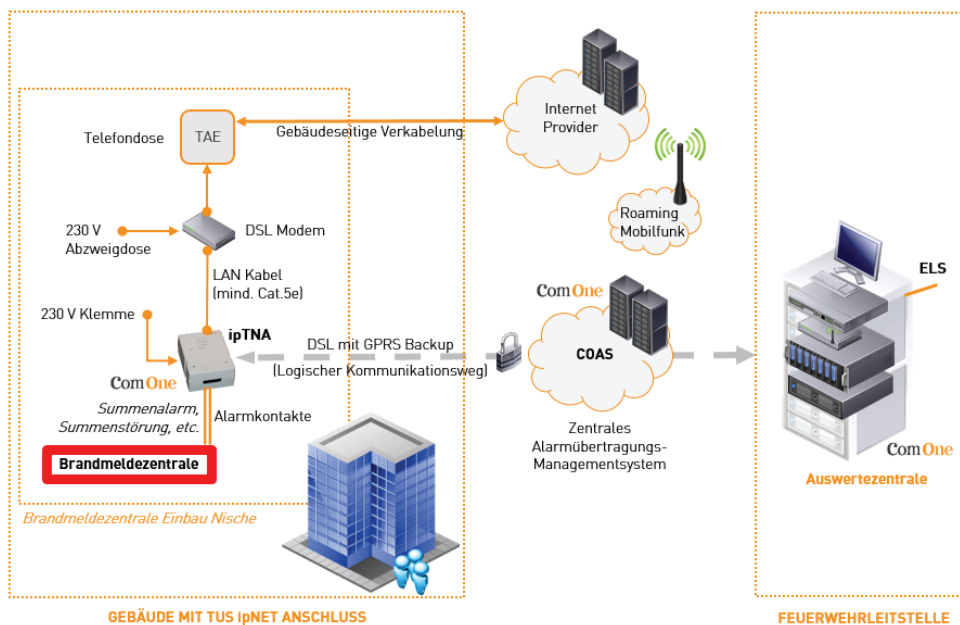 Internet
Provider
Telefondose
TAE
Gebäudeseitige Verkabelung
Roaming
Mobilfunk
230 V
Abzweigdose
DSL Modem
LAN Kabel
(mind. Cat.5e)
ELS
230 V Klemme
ipTNA
ComOne
DSL mit GPRS Backup
(Logischer Kommunikationsweg)
COAS
ComOne
Summenalarm,
Summenstörung, etc.
Alarmkontakte
Zentrales
Alarmübertragungs-
Managementsystem
ComOne
Brandmeldezentrale
Auswertezentrale
Brandmeldezentrale Einbau Nische
GEBÄUDE MIT TUS ipNET ANSCHLUSS
FEUERWEHRLEITSTELLE